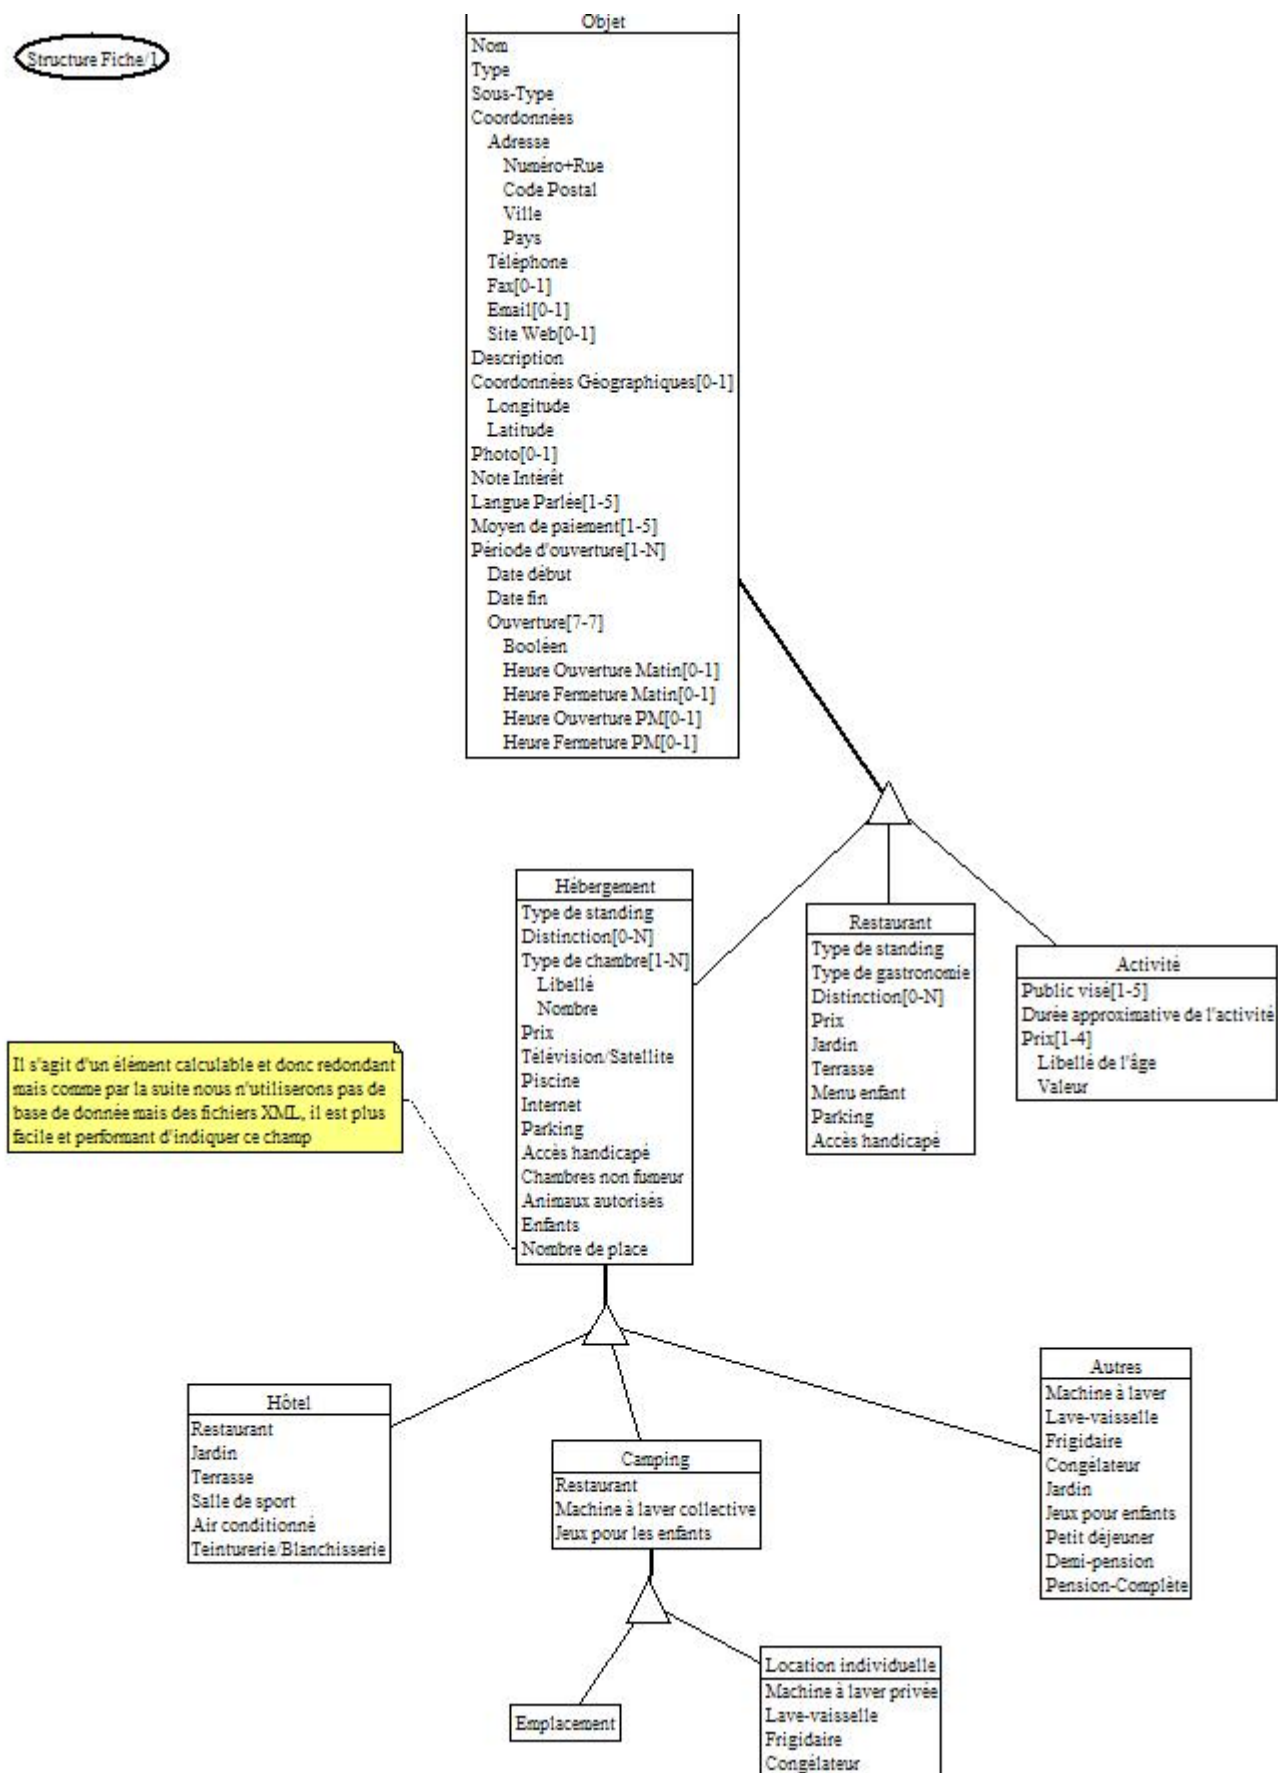 Structure Fiche/1
Objet
Nom
Type
Sous-Type
Coordonnées
Adresse
Numéro+Rue
Code Postal
Ville
Pays
Téléphone
Fax[0-1]
Email[0-1]
Site Web[0-1]
Description
Coordonnées Géographiques[0-1]
Longitude
Latitude
Photo[0-1]
Note Intérêt
Langue Parlée[1-5]
Moyen de paiement[1-5]
Période d'ouverture[1-N]
Date début
Date fin
Ouverture[7-7]
Booléen
Heure Ouverture Matin[0-1]
Heure Fermeture Matin[0-1]
Heure Ouverture PM[0-1]
Heure Fermeture PM[0-1]
Hébergement
Type de standing
Distinction[0-N]
Type de chambre[1-N]
Libellé
Nombre
Prix
Télévision/Satellite
Piscine
Internet
Parking
Accès handicapé
Chambres non fumeur
Animaux autorisés
Enfants
Nombre de place
Restaurant
Type de standing
Type de gastronomie
Distinction[0-N]
Prix
Jardin
Terrasse
Menu enfant
Parking
Accès handicapé
Activité
Public visé[1-5]
Durée approximative de l'activité
Prix[1-4]
Libellé de l'âge
Valeur
Il s'agit d'un élément calculable et donc redondant
mais comme par la suite nous n'utiliserons pas de
base de donnée mais des fichiers XML, il est plus
facile et performant d'indiquer ce champ
Hôtel
Restaurant
Jardin
Terrasse
Salle de sport
Air conditionné
Teinturerie/Blanchisserie
Camping
Restaurant
Machine à laver collective
Jeux pour les enfants
Autres
Machine à laver
Lave-vaisselle
Frigidaire
Congélateur
Jardin
Jeux pour enfants
Petit déjeuner
Demi-pension
Pension-Complète
Emplacement
Location individuelle
Machine à laver privée
Lave-vaisselle
Frigidaire
Congélateur